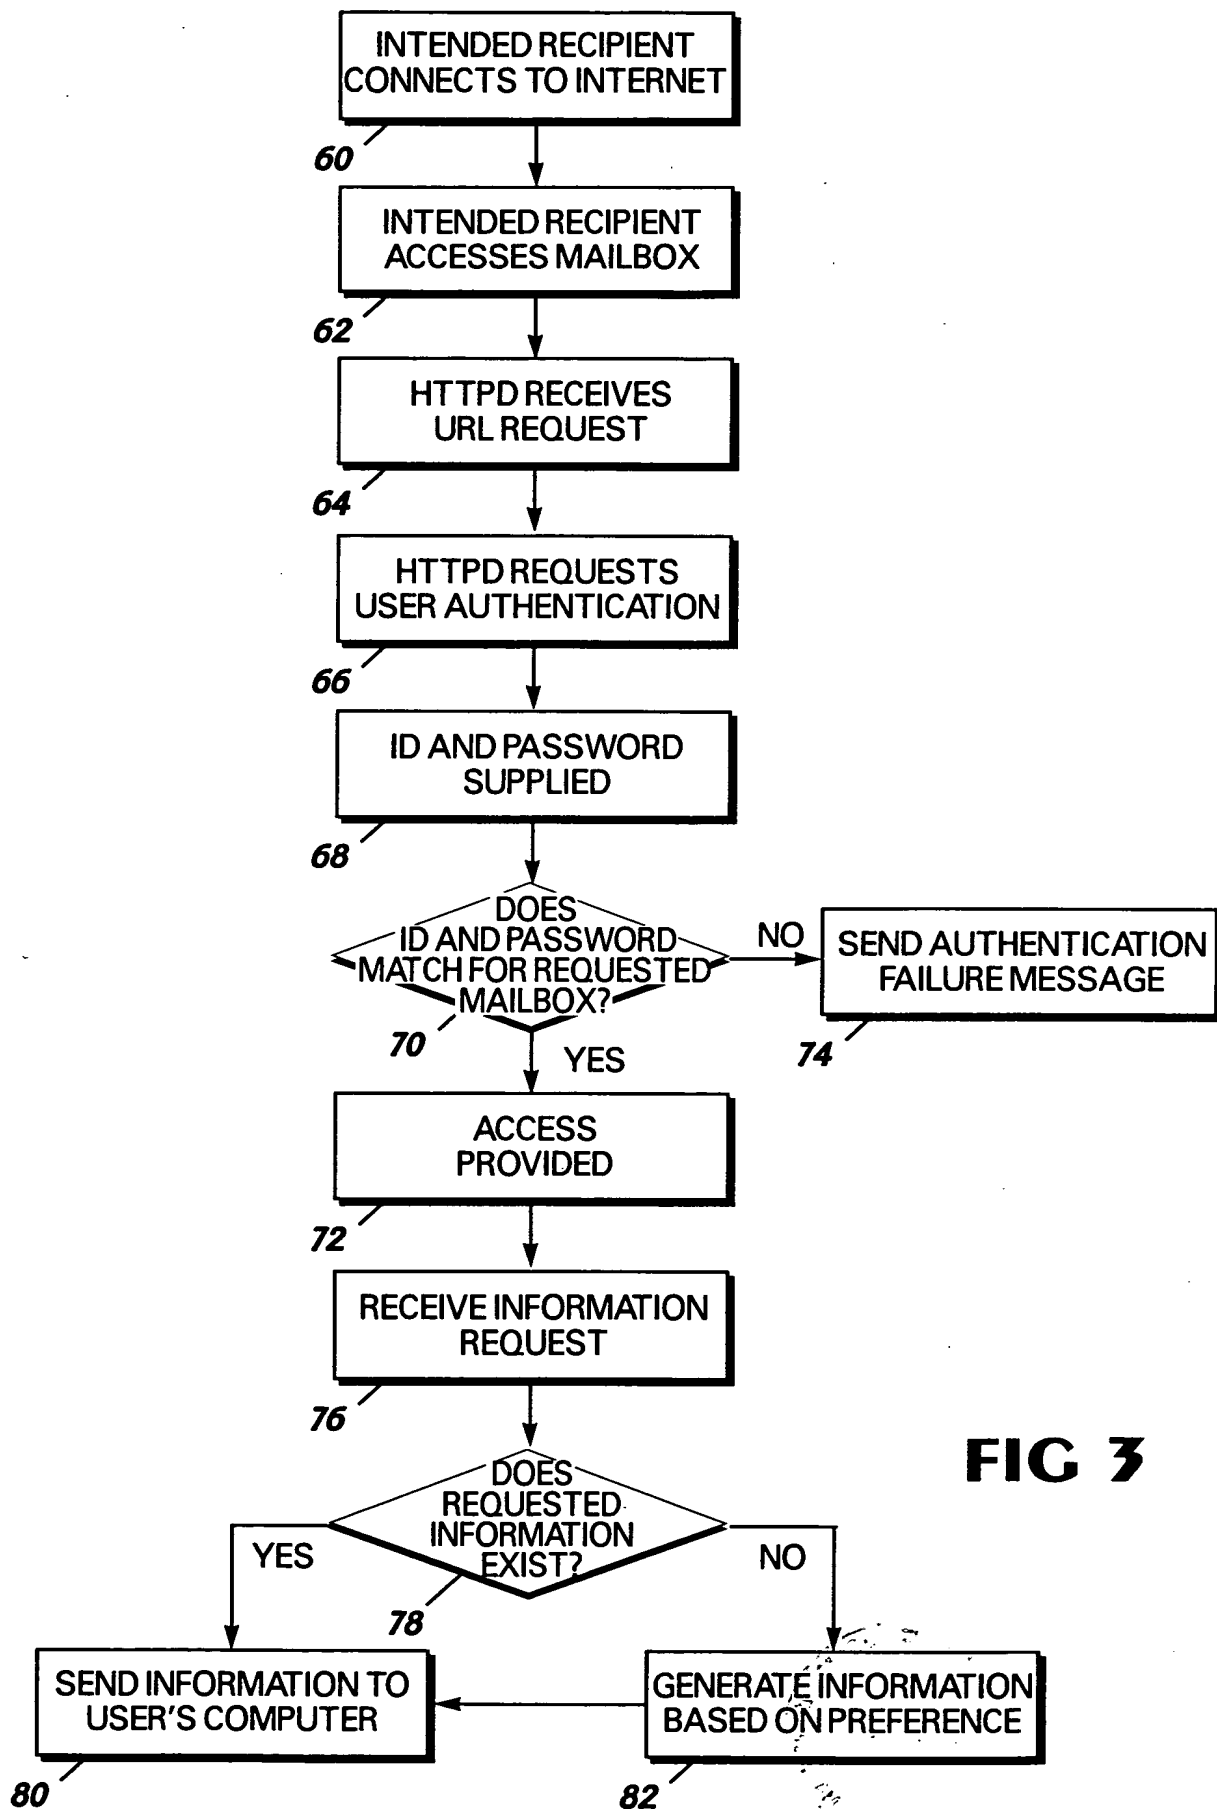 INTENDED RECIPIENT
CONNECTS TO INTERNET
60
INTENDED RECIPIENT
ACCESSES MAILBOX
62
HTTPD RECEIVES
URL REQUEST
64
HTTPD REQUESTS
USER AUTHENTICATION
66
ID AND PASSWORD
SUPPLIED
68
DOES
ID AND PASSWORD
MATCH FOR REQUESTED
MAILBOX?
70
NO
SEND AUTHENTICATION
FAILURE MESSAGE
74
YES
ACCESS
PROVIDED
72
RECEIVE INFORMATION
REQUEST
76
FIG 3
DOES
REQUESTED
INFORMATION
EXIST?
78
YES
NO
SEND INFORMATION TO
USER'S COMPUTER
80
GENERATE INFORMATION
BASED ON PREFERENCE
82